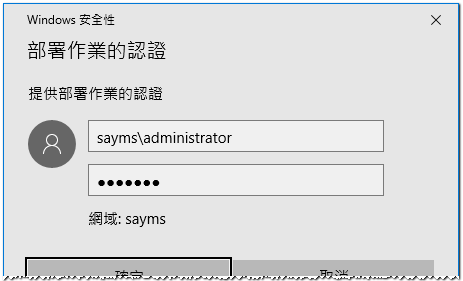 Windows 安全性
部署作業的認證
提供部署作業的認證
sayms\administrator
●●●●●●●
網域: sayms
確定
取消